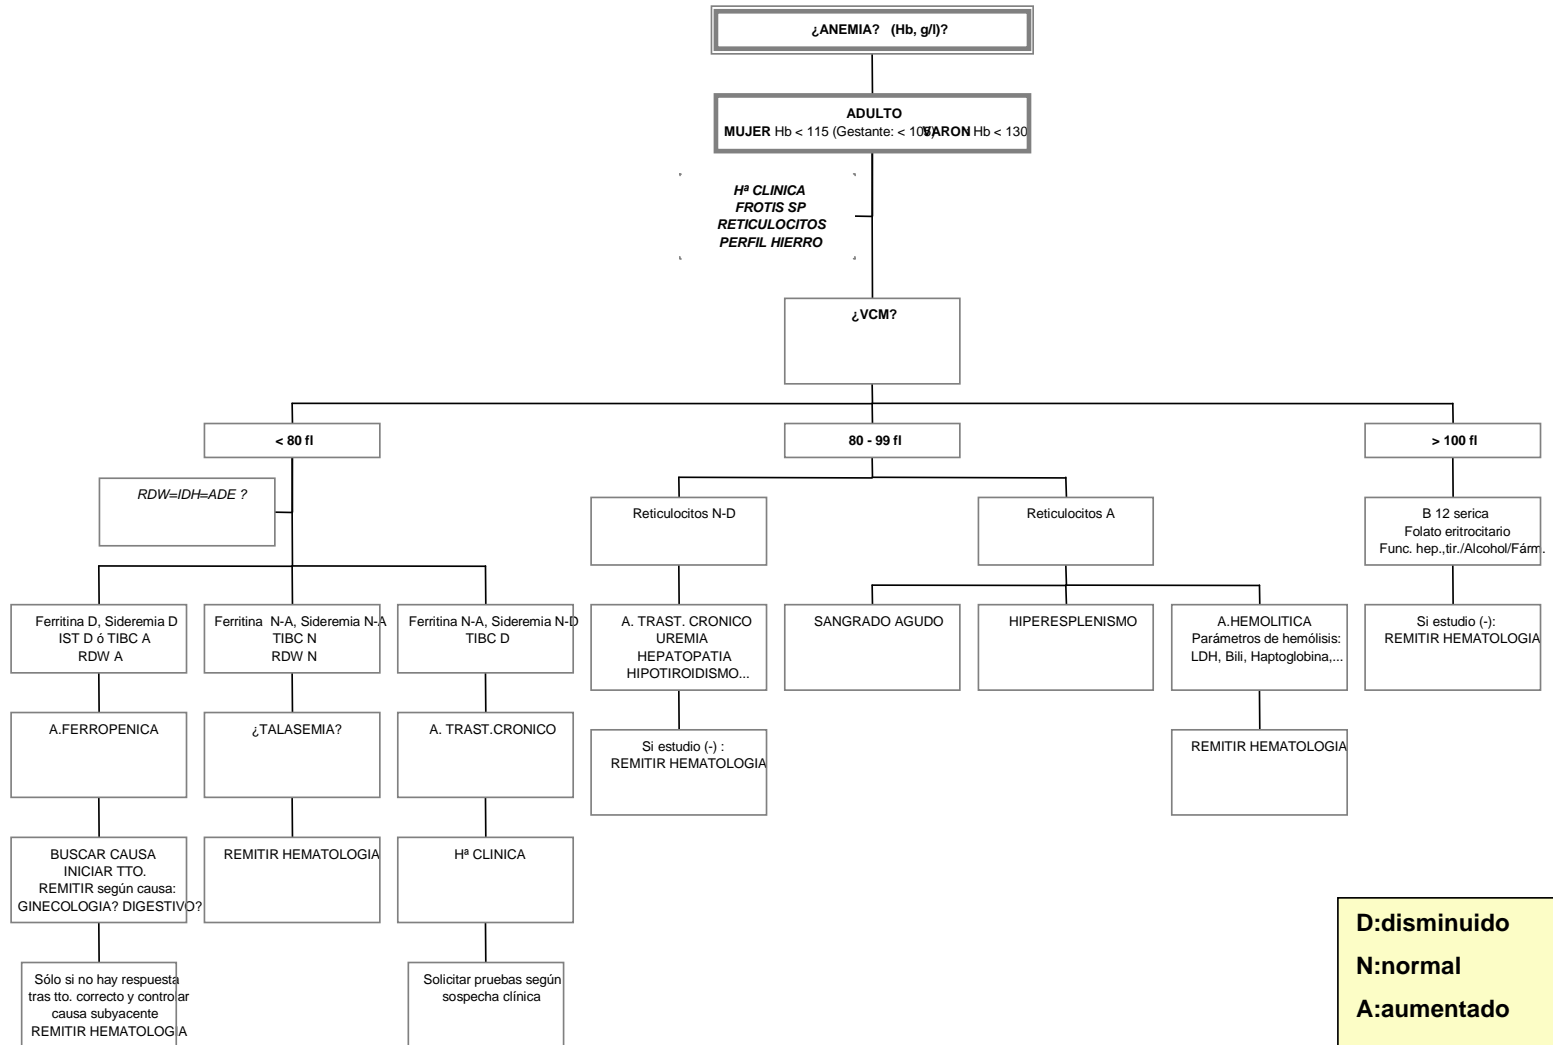 ¿ANEMIA? (Hb, g/l)?
ADULTO
MUJER Hb < 115 (Gestante: < 105) VARON Hb < 130
Hª CLINICA
FROTIS SP
RETICULOCITOS
PERFIL HIERRO
¿VCM?
< 80 fl
80 - 99 fl
> 100 fl
RDW=IDH=ADE ?
Reticulocitos N-D
Reticulocitos A
B 12 serica
Folato eritrocitario
Func. hep.,tir./Alcohol/Fárm.
Ferritina D, Sideremia D
IST D ó TIBC A
RDW A
Ferritina N-A, Sideremia N-A
TIBC N
RDW N
Ferritina N-A, Sideremia N-D
TIBC D
A. TRAST. CRONICO
UREMIA
HEPATOPATIA
HIPOTIROIDISMO...
SANGRADO AGUDO
HIPERESPLENISMO
A.HEMOLITICA
Parámetros de hemólisis:
LDH, Bili, Haptoglobina,...
Si estudio (-):
REMITIR HEMATOLOGIA
A.FERROPENICA
¿TALASEMIA?
A. TRAST.CRONICO
Si estudio (-) :
REMITIR HEMATOLOGIA
REMITIR HEMATOLOGIA
BUSCAR CAUSA
INICIAR TTO.
REMITIR según causa:
GINECOLOGIA? DIGESTIVO?
REMITIR HEMATOLOGIA
Hª CLINICA
Sólo si no hay respuesta
tras tto. correcto y controlar
causa subyacente
REMITIR HEMATOLOGIA
Solicitar pruebas según
sospecha clínica
D:disminuido
N:normal
A:aumentado